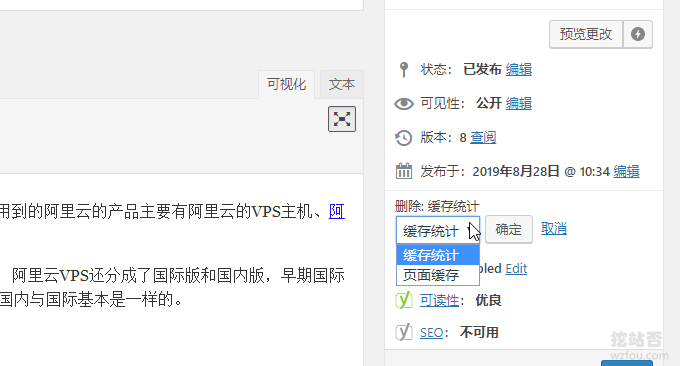 预览更改
可视化 文本
状态： 已发布 编辑
可见性： 公开 编辑
版本：8 查阅
发布于：2019年8月28日 @ 10:34 编辑
用到的阿里云的产品主要有阿里云的VPS主机、阿
删除: 缓存统计
缓存统计 确定 取消
缓存统计
页面缓存
bled Edit
阿里云VPS还分成了国际版和国内版，早期国际
国内与国际基本是一样的。
可读性： 优良
SEO： 不可用
挖站否
wzfou.com